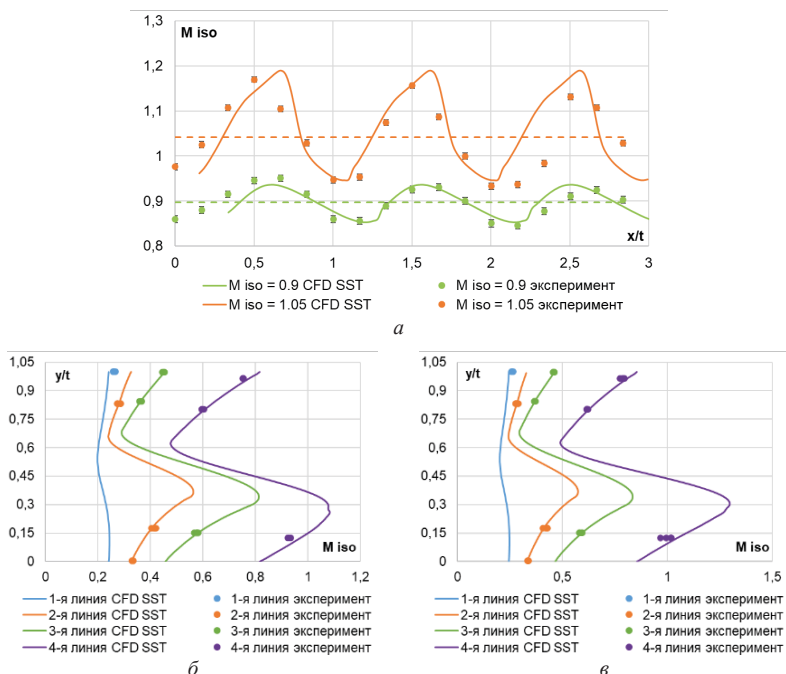 M iso
1,3
1,2
1,1
1
0,9
0,8
0
0,5
1
1,5
2
2,5
3
x/t
M iso = 0.9 CFD SST
M iso = 0.9 эксперимент
M iso = 1.05 CFD SST
M iso = 1.05 эксперимент
а
y/t
1,05
0,9
0,75
0,6
0,45
0,3
0,15
0
M iso
0
0,2
0,4
0,6
0,8
1
1,2
1-я линия CFD SST
1-я линия эксперимент
2-я линия CFD SST
2-я линия эксперимент
3-я линия CFD SST
3-я линия эксперимент
4-я линия CFD SST
4-я линия эксперимент
б
y/t
1,05
0,9
0,75
0,6
0,45
0,3
0,15
0
M iso
0
0,5
1
1,5
1-я линия CFD SST
1-я линия эксперимент
2-я линия CFD SST
2-я линия эксперимент
3-я линия CFD SST
3-я линия эксперимент
4-я линия CFD SST
4-я линия эксперимент
в